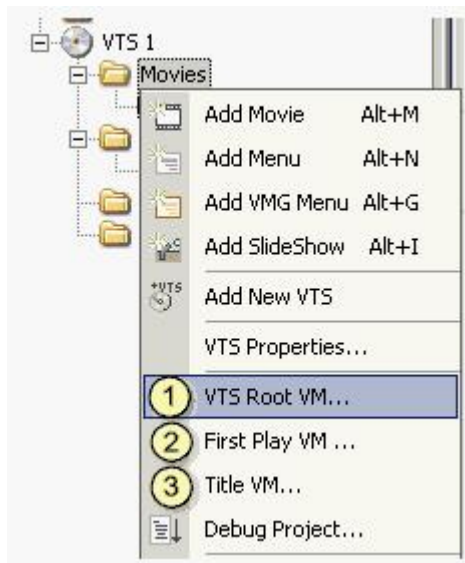 VTS 1
Movies
Add Movie Alt+M
Add Menu Alt+N
Add VMG Menu Alt+G
Add SlideShow Alt+I
+VTS
Add New VTS
VTS Properties...
1 VTS Root VM...
2 First Play VM ...
3 Title VM...
Debug Project...